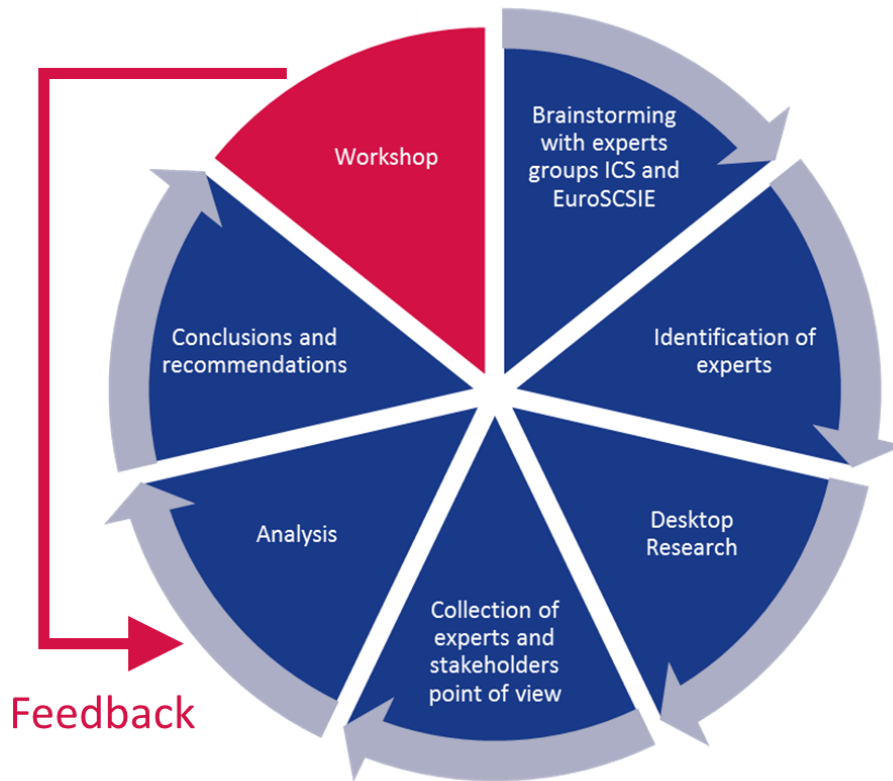 Workshop
Brainstorming
with experts
groups ICS and
EuroSCSIE
Identification of
experts
Desktop
Research
Collection of
experts and
stakeholders
point of view
Analysis
Conclusions and
recommendations
Feedback